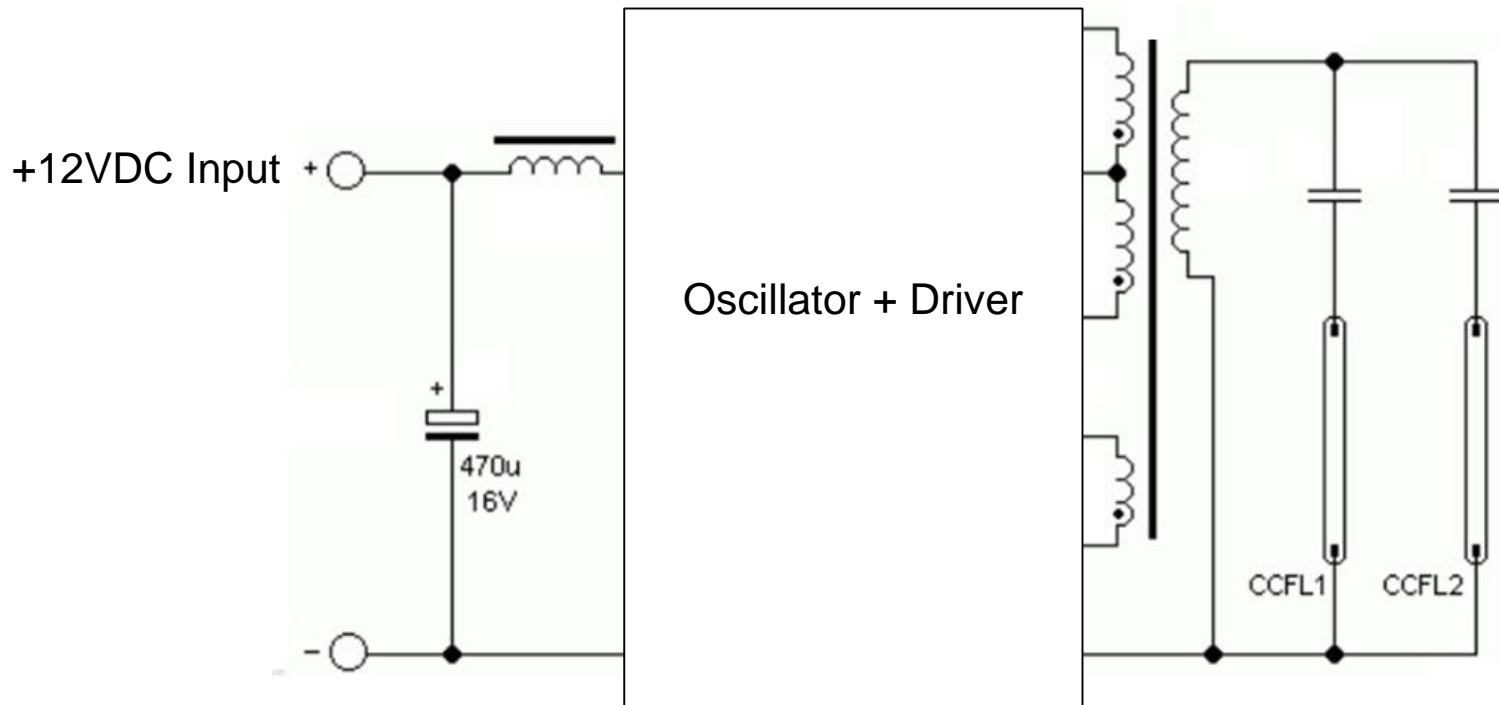 +12VDC Input
+
Oscillator + Driver
+
470u
16V
CCFL1
CCFL2
−